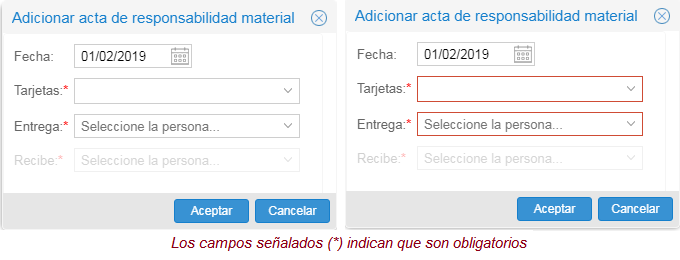 Adicionar acta de responsabilidad material
Fecha: 01/02/2019
Tarjetas:*
Entrega:* Seleccione la persona...
Recibe:* Seleccione la persona...
Aceptar Cancelar
Adicionar acta de responsabilidad material
Fecha: 01/02/2019
Tarjetas:*
Entrega:* Seleccione la persona...
Recibe:* Seleccione la persona...
Aceptar Cancelar
Los campos señalados (*) indican que son obligatorios